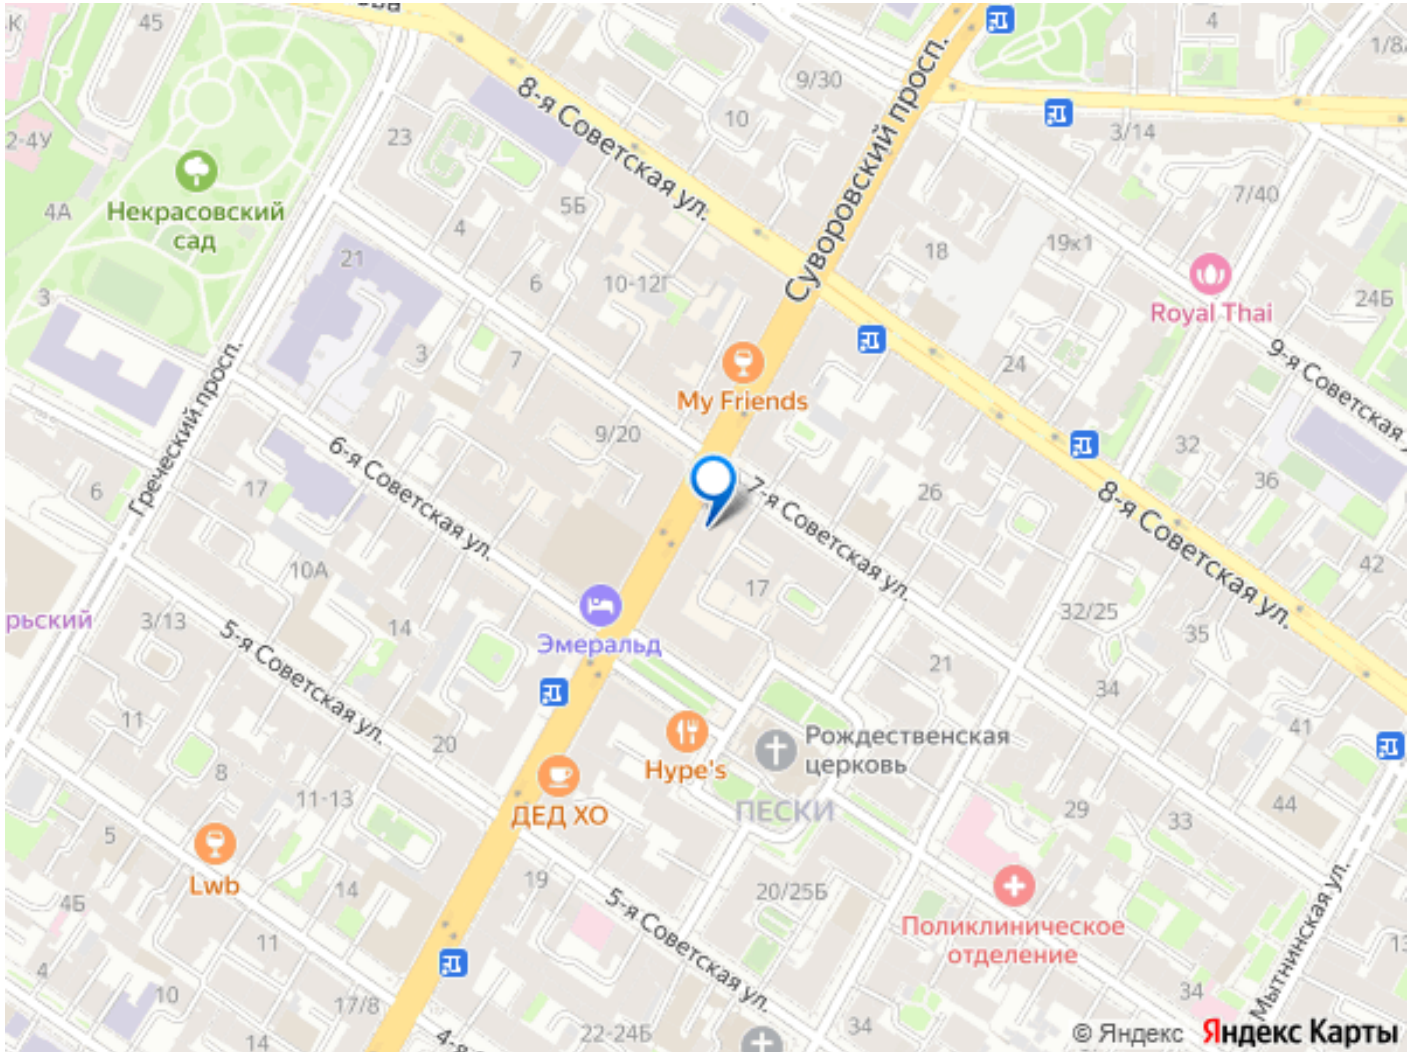 45
9/30
4
1/8
Суворовский просп.
8-я Советская ул.
10
23
3/14
2-4У
4А
Некрасовский
сад
5Б
4
7/40
21
18
19к1
6
10-12Г
3
Royal Thai
24Б
My Friends
3
7
24
9-я Советская
Греческий просп.
9/20
32
6
17
6-я Советская ул.
7-я Советская ул.
26
36
8-я Советская ул.
10А
17
42
рьский
3/13
14
Эмеральд
32/25
35
5-я Советская ул.
21
34
11
20
Рождественская
церковь
41
Hype's
8
11-13
ДЕД ХО
ПЕСКИ
29
33
44
5
Lwb
14
19
20/25Б
4Б
5-я Советская ул.
Поликлиническое
отделение
Мытнинская ул.
11
4
10
17/8
34
14
22-24Б
34
© Яндекс Яндекс Карты